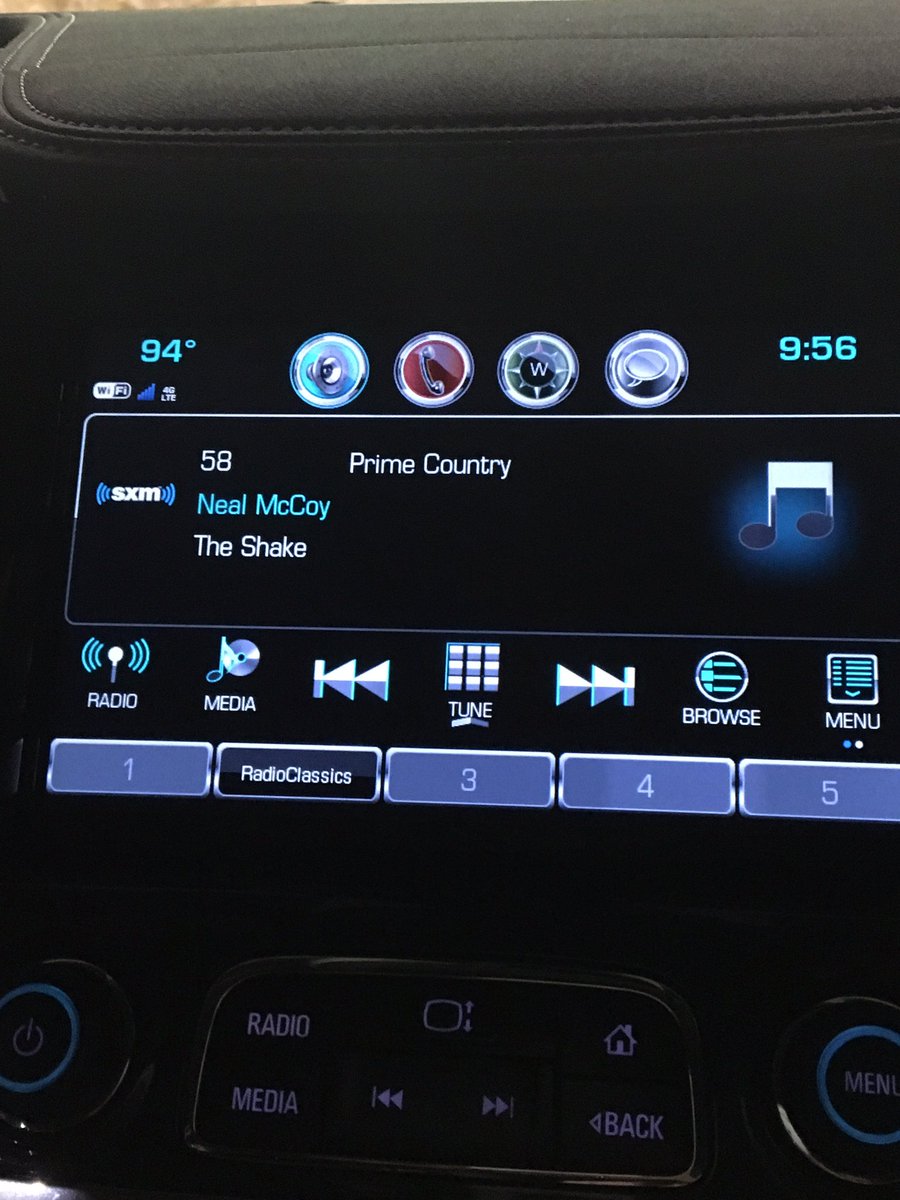 94°
9:56
W
WiFi
4G
LTE
58 Prime Country
((sxm))
Neal McCoy
The Shake
RADIO
MEDIA
TUNE
BROWSE
MENU
1
RadioClassics
3
4
5
RADIO
MEDIA
BACK
MENU